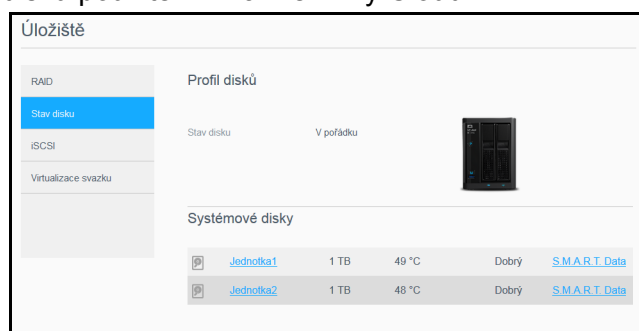 Úložiště
RAID
Stav disku
iSCSI
Virtualizace svazku
Profil disků
Stav disku V pořádku
Systémové disky
Jednotka1 1 TB 49 °C Dobrý S.M.A.R.T. Data
Jednotka2 1 TB 48 °C Dobrý S.M.A.R.T. Data